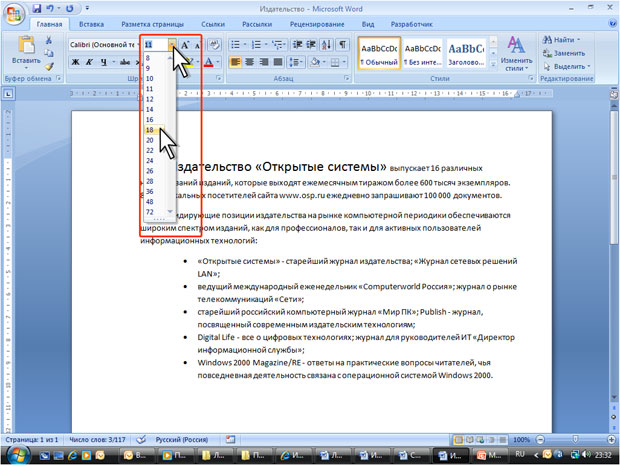 Издательство - Microsoft Word
Главная Вставка Разметка страницы Ссылки Рассылки Рецензирование Вид Разработчик
Calibri (Основной те 11
Вставить
Ж К Ч
AaBbCcDc AaBbCcDc AaBbCc
¶ Обычный ¶ Без инте... Заголово...
Изменить стили
Найти
Заменить
Выделить
Буфер обмена Абзац Стили Редактирование
8
9
10
11
12
14
16
18
20
22
24
26
28
36
48
72
здательство «Открытые системы» выпускает 16 различных
ваний изданий, которые выходят ежемесячным тиражом более 600 тысяч экземпляров.
кальных посетителей сайта www.osp.ru ежедневно запрашивают 100 000 документов.
дирующие позиции издательства на рынке компьютерной периодики обеспечиваются
широким спектром изданий, как для профессионалов, так и для активных пользователей
информационных технологий:
• «Открытые системы» - старейший журнал издательства; «Журнал сетевых решений
LAN»;
• ведущий международный еженедельник «Computerworld Россия»; журнал о рынке
телекоммуникаций «Сети»;
• старейший российский компьютерный журнал «Мир ПК»; Publish - журнал,
посвященный современным издательским технологиям;
• Digital Life - все о цифровых технологиях; журнал для руководителей ИТ «Директор
информационной службы»;
• Windows 2000 Magazine/RE - ответы на практические вопросы читателей, чья
повседневная деятельность связана с операционной системой Windows 2000.
Страница: 1 из 1 Число слов: 3/117 Русский (Россия) 100%
RU 23:32